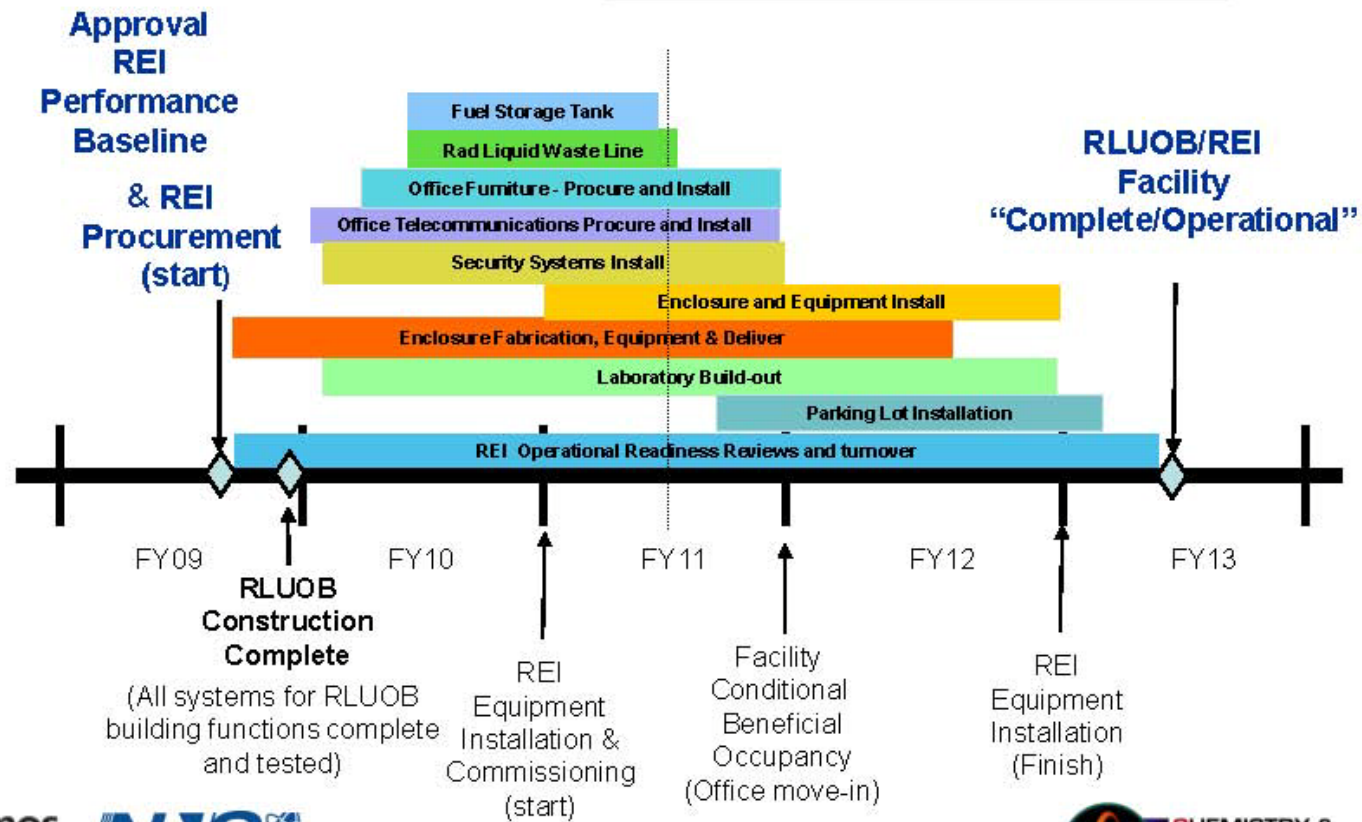 Approval
REI
Performance
Baseline
& REI
Procurement
(start)
Fuel Storage Tank
Rad Liquid Waste Line
Office Furniture - Procure and Install
Office Telecommunications Procure and Install
Security Systems Install
Enclosure and Equipment Install
Enclosure Fabrication, Equipment & Deliver
Laboratory Build-out
Parking Lot Installation
REI Operational Readiness Reviews and turnover
RLUOB/REI
Facility
“Complete/Operational”
FY09
FY10
FY11
FY12
FY13
RLUOB
Construction
Complete
(All systems for RLUOB
building functions complete
and tested)
REI
Equipment
Installation &
Commissioning
(start)
Facility
Conditional
Beneficial
Occupancy
(Office move-in)
REI
Equipment
Installation
(Finish)